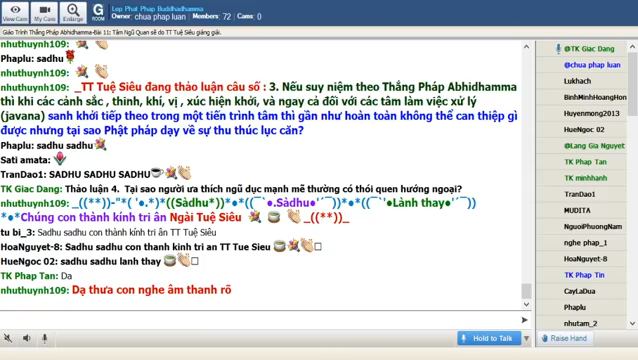 View Cam
My Cam
Enlarge
G
ROOM
Lop Phat Phap Buddhadhamma
Owner: chua phap luan   Members: 72   Cams: 0
Giáo Trình Thắng Pháp Abhidhamma-Bài 11: Tâm Ngũ Quan sẽ do TT Tuệ Siêu giảng giải.
nhuthuynh109:
Phaplu: sadhu
nhuthuynh109:
nhuthuynh109: _TT Tuệ Siêu đang thảo luận câu số : 3. Nếu suy niệm theo Thắng Pháp Abhidhamma
thì khi các cảnh sắc , thinh, khí, vị , xúc hiện khởi, và ngay cả đối với các tâm làm việc xử lý
(javana) sanh khởi tiếp theo trong một tiến trình tâm thì gần như hoàn toàn không thể can thiệp gì
được nhưng tại sao Phật pháp dạy về sự thu thúc lục căn?
Phaplu: sadhu sadhu
Sati amata:
TranDao1: SADHU SADHU SADHU
TK Giac Dang: Thảo luận 4. Tại sao người ưa thích ngũ dục mạnh mẽ thường có thói quen hướng ngoại?
nhuthuynh109: _((**)-"*( '•.*)•((Sàdhu)*●•((¯`•.Sàdhu•'´¯))*●•((¯`'•Lành thay•'´¯))
*●•Chúng con thành kính tri ân Ngài Tuệ Siêu _((**))_
tu bi_3: Sadhu sadhu con thành kính tri ân TT Tuệ Siêu
HoaNguyet-8: Sadhu sadhu con thanh kinh tri an TT Tue Sieu
HueNgoc 02: sadhu sadhu lanh thay
TK Phap Tan: Da
nhuthuynh109: Dạ thưa con nghe âm thanh rõ
Hold to Talk
@TK Giac Dang
@chua phap luan
Lukhach
BinhMinhHoangHon
Huyenmong2013
HueNgoc 02
@Lang Gia Nguyet
TK Phap Tan
TK minhhanh
TranDao1
MUDITA
NguoiPhuongNam
nghe phap_1
HoaNguyet-8
TK Phap Tin
CayLaDua
Phaplu
nhutam_2
Raise Hand